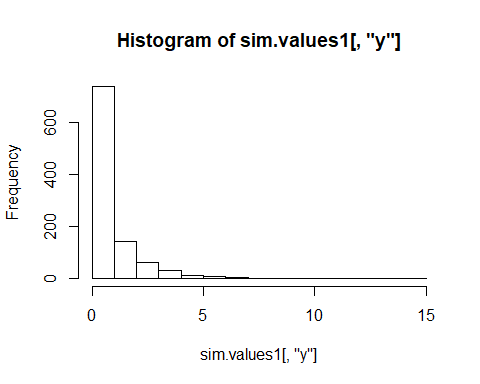 Histogram of sim.values1[, "y"]
Frequency
600
400
200
0
0 5 10 15
sim.values1[, "y"]